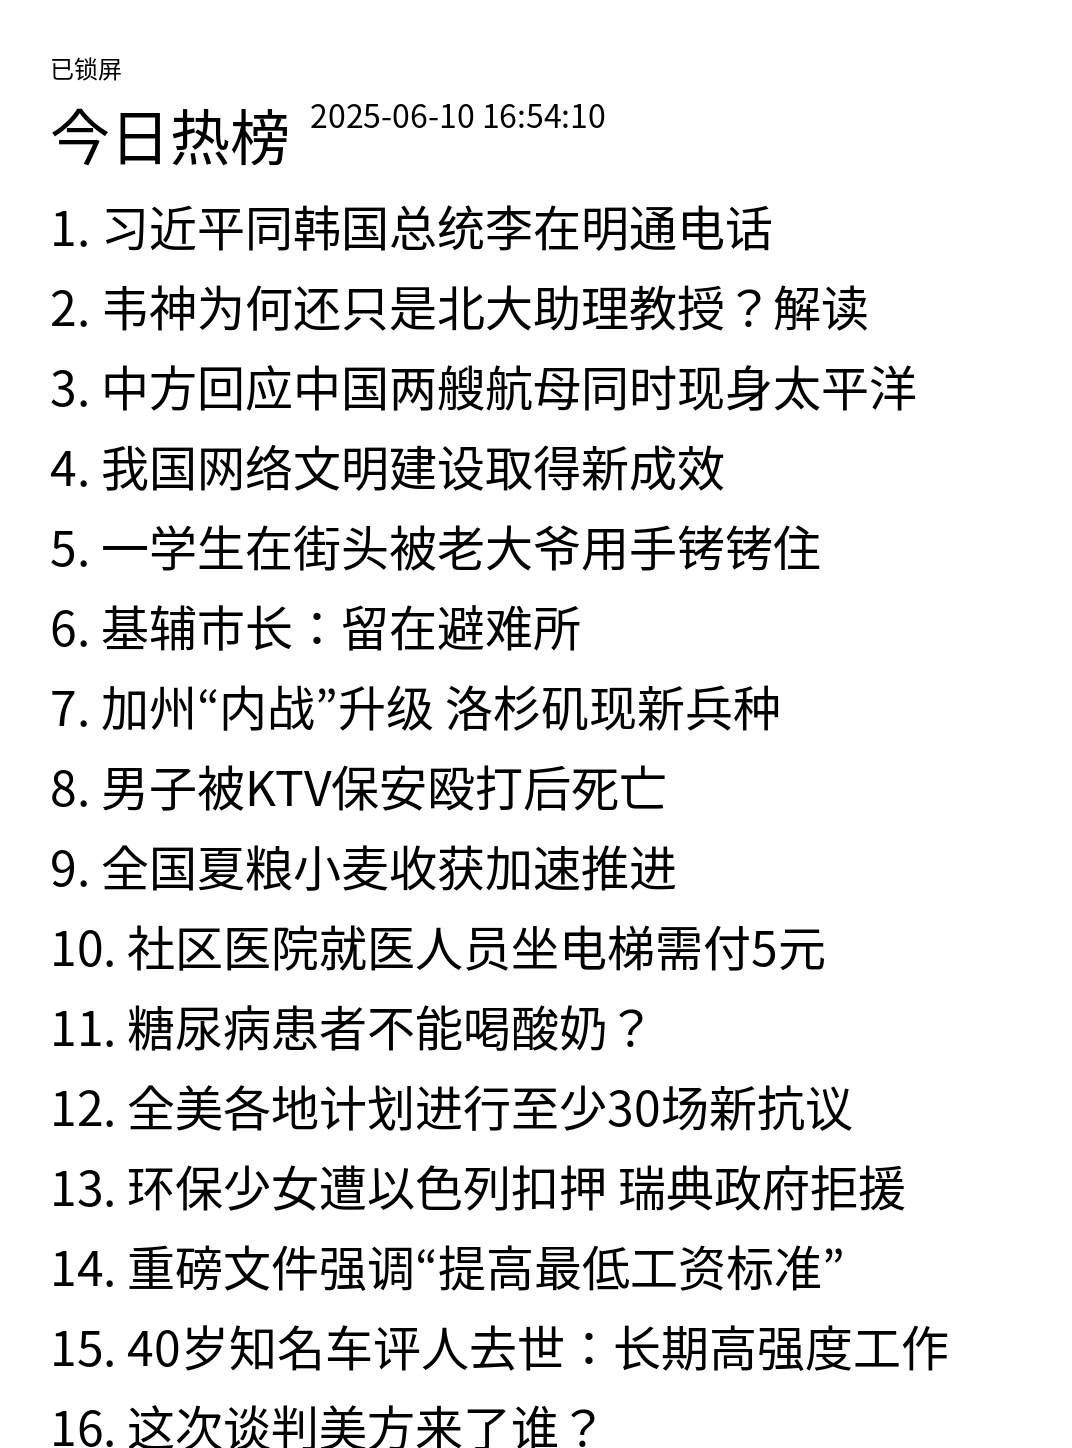 已锁屏
今日热榜 2025-06-10 16:54:10
1. 习近平同韩国总统李在明通电话
2. 韦神为何还只是北大助理教授？解读
3. 中方回应中国两艘航母同时现身太平洋
4. 我国网络文明建设取得新成效
5. 一学生在街头被老大爷用手铐铐住
6. 基辅市长：留在避难所
7. 加州“内战”升级 洛杉矶现新兵种
8. 男子被KTV保安殴打后死亡
9. 全国夏粮小麦收获加速推进
10. 社区医院就医人员坐电梯需付5元
11. 糖尿病患者不能喝酸奶？
12. 全美各地计划进行至少30场新抗议
13. 环保少女遭以色列扣押 瑞典政府拒援
14. 重磅文件强调“提高最低工资标准”
15. 40岁知名车评人去世：长期高强度工作
16. 这次谈判美方来了谁？